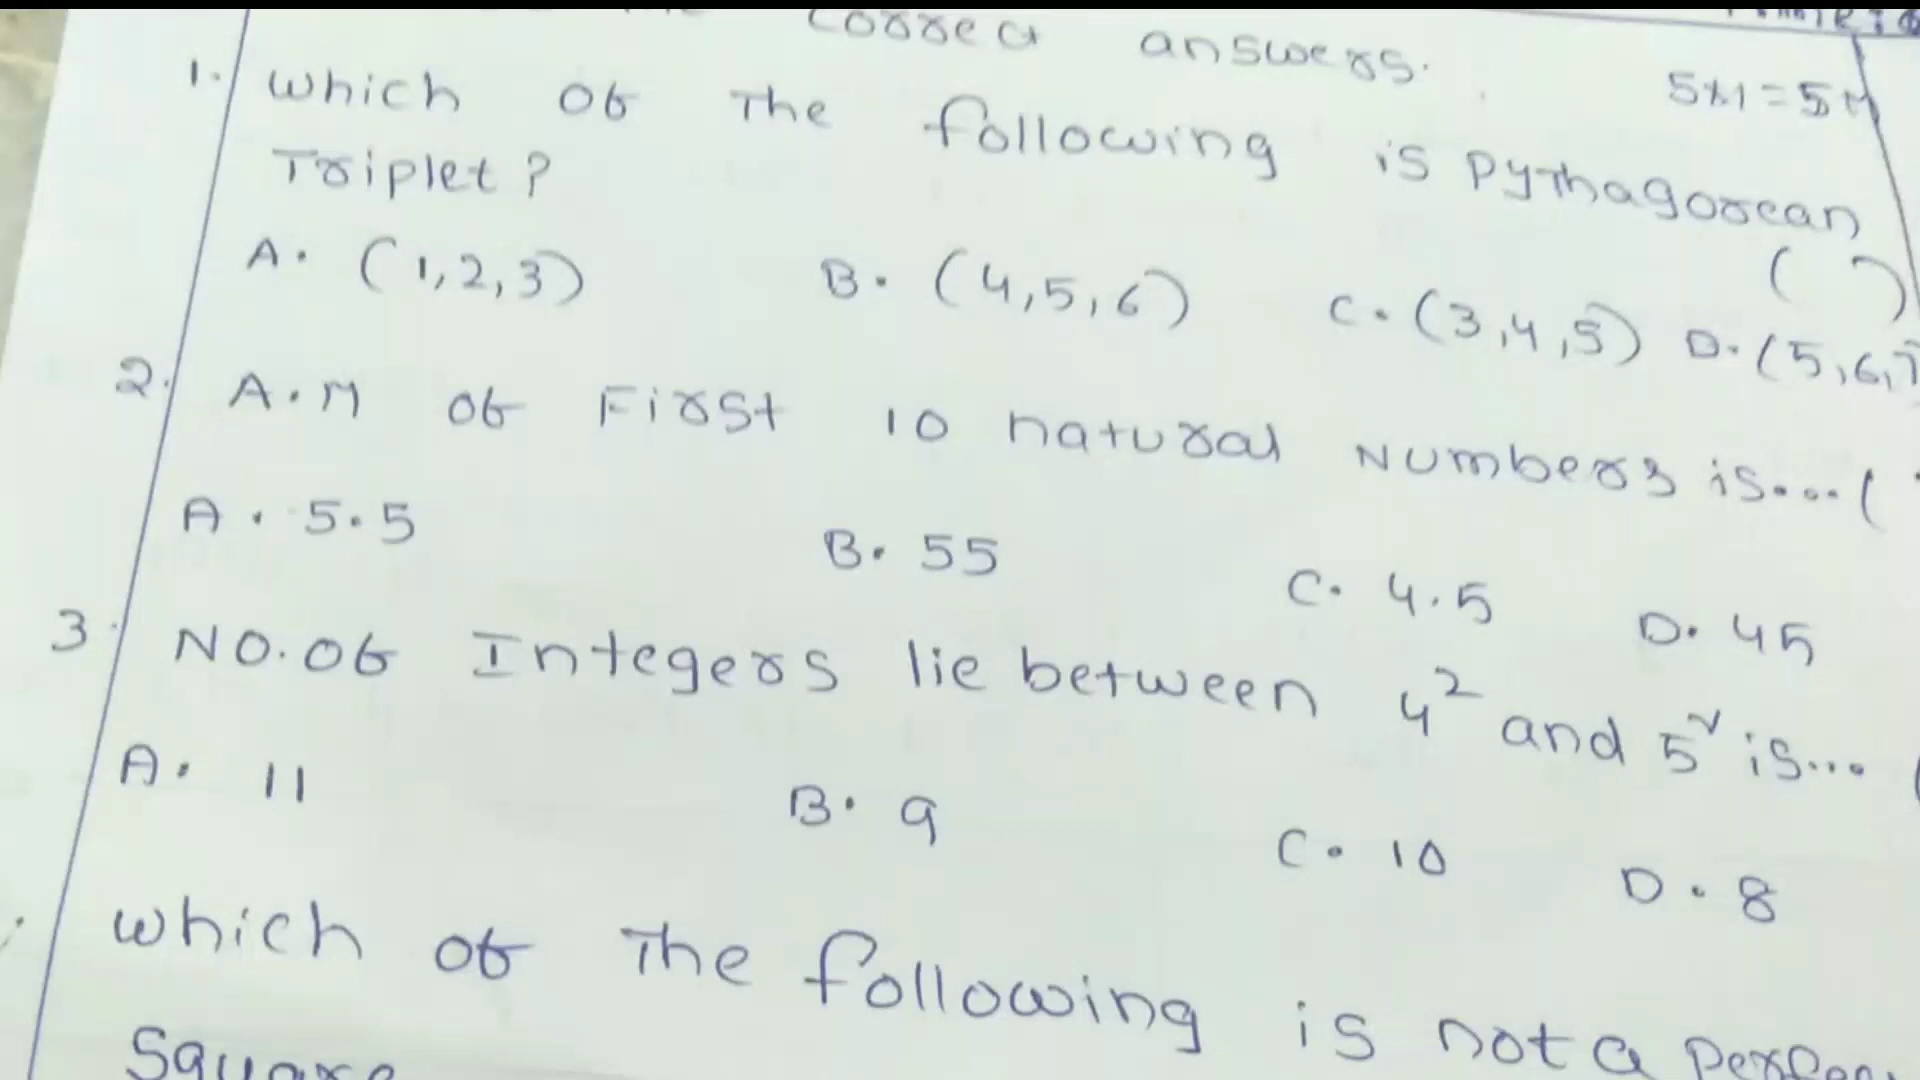 correct answers.
5×1=5M
1. Which of The following is Pythagorean
Triplet? ( )
A. (1,2,3) B. (4,5,6) C. (3,4,5) D. (5,6,7
2. A.M of First 10 natural Numbers is....(
A. 5.5 B. 55 C. 4.5 D. 45
3. No. of Integers lie between 4² and 5² is... (
A. 11 B. 9 C. 10 D. 8
which of The following is not a
Square